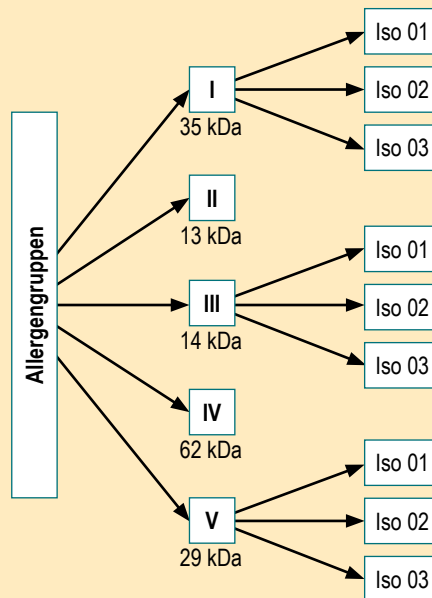 Allergengruppen
I
35 kDa
Iso 01
Iso 02
Iso 03
II
13 kDa
III
14 kDa
Iso 01
Iso 02
Iso 03
IV
62 kDa
V
29 kDa
Iso 01
Iso 02
Iso 03